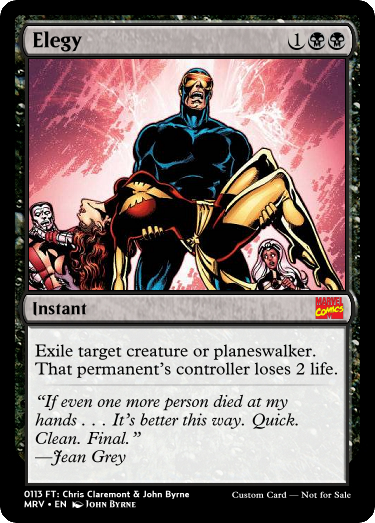 Elegy 1
Instant MARVEL COMICS
Exile target creature or planeswalker.
That permanent's controller loses 2 life.
"If even one more person died at my
hands . . . It's better this way. Quick.
Clean. Final."
—Jean Grey
0113 FT: Chris Claremont & John Byrne
MRV • EN JOHN BYRNE
Custom Card — Not for Sale